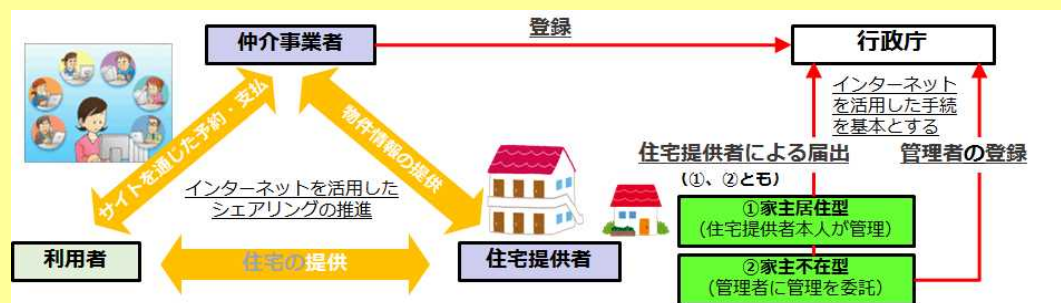 仲介事業者
登録
行政庁
インターネット
を活用した手続
を基本とする
サイトを通じた予約・支払
物件情報の提供
住宅提供者による届出
(①、②とも)
管理者の登録
インターネットを活用した
シェアリングの推進
①家主居住型
(住宅提供者本人が管理)
利用者
住宅の提供
住宅提供者
②家主不在型
(管理者に管理を委託)